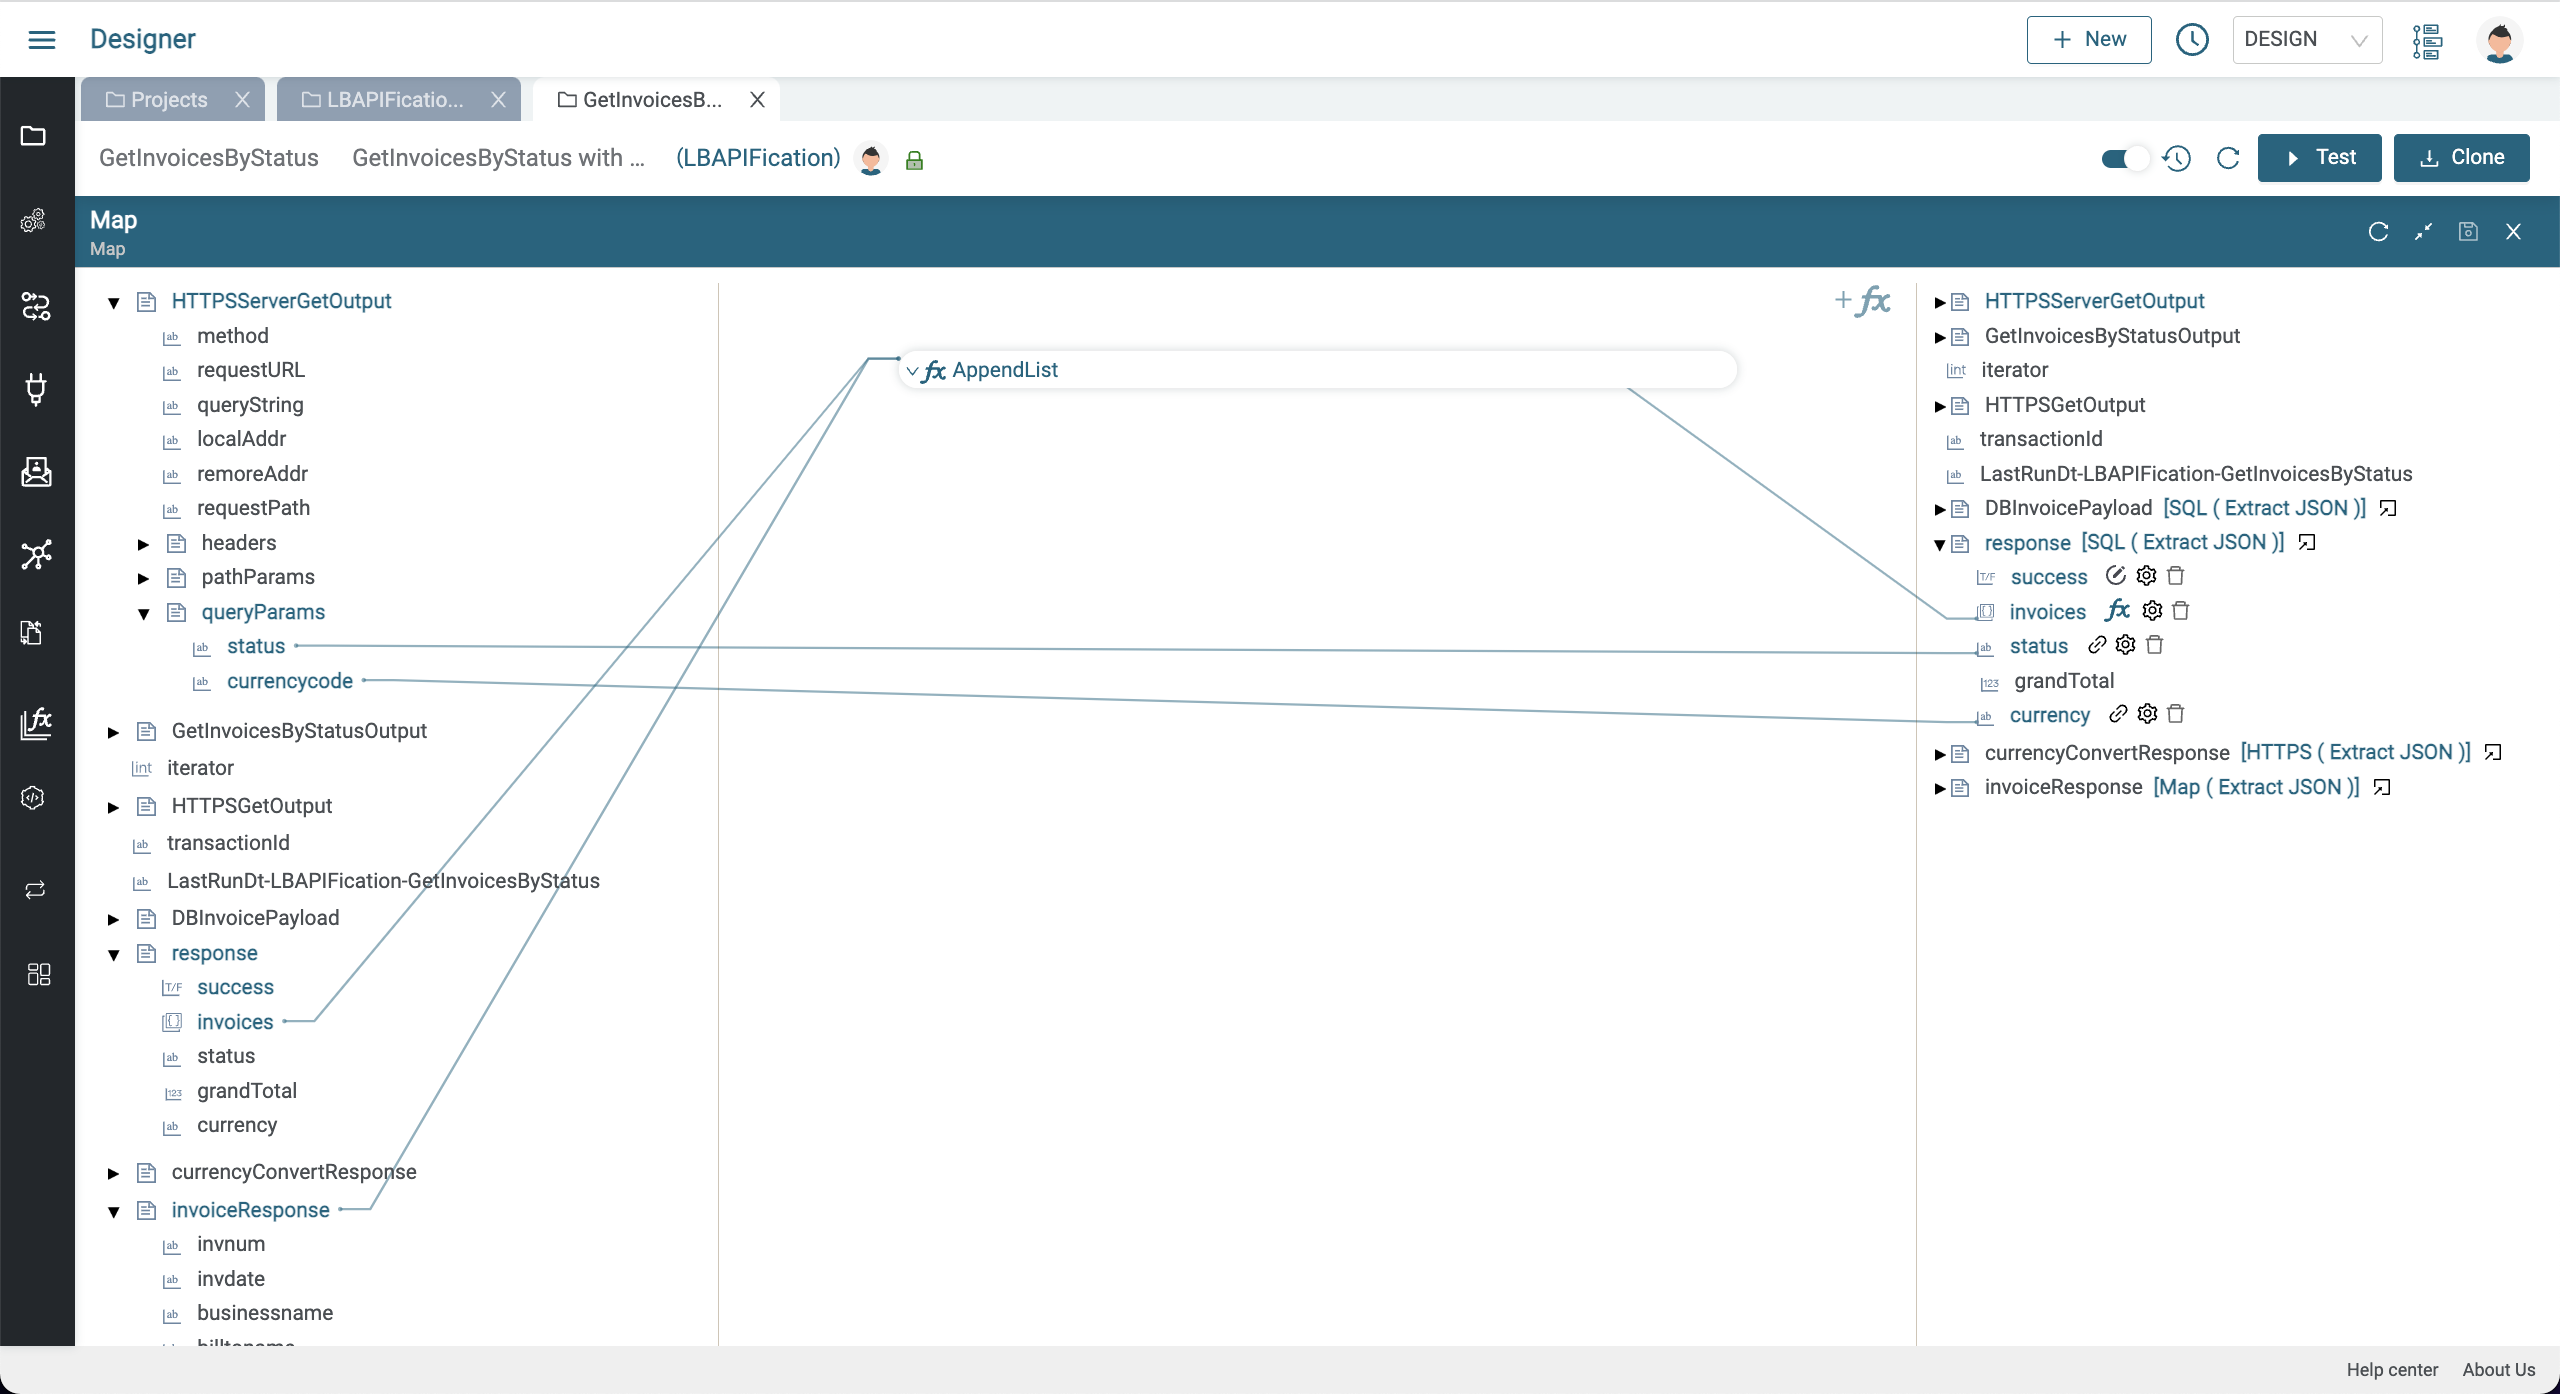 Designer
New
DESIGN
Projects
LBAPIFicatio...
GetInvoicesB...
GetInvoicesByStatus
GetInvoicesByStatus with ...
(LBAPIFication)
Test
Clone
Map
Map
HTTPSServerGetOutput
method
requestURL
queryString
localAddr
remoreAddr
requestPath
headers
pathParams
queryParams
status
currencycode
GetInvoicesByStatusOutput
iterator
HTTPSGetOutput
transactionId
LastRunDt-LBAPIFication-GetInvoicesByStatus
DBInvoicePayload
response
success
invoices
status
grandTotal
currency
currencyConvertResponse
invoiceResponse
invnum
invdate
businessname
+ fx
fx AppendList
HTTPSServerGetOutput
GetInvoicesByStatusOutput
iterator
HTTPSGetOutput
transactionId
LastRunDt-LBAPIFication-GetInvoicesByStatus
DBInvoicePayload [SQL ( Extract JSON )]
response [SQL ( Extract JSON )]
success
invoices fx
status
grandTotal
currency
currencyConvertResponse [HTTPS ( Extract JSON )]
invoiceResponse [Map ( Extract JSON )]
Help center
About Us